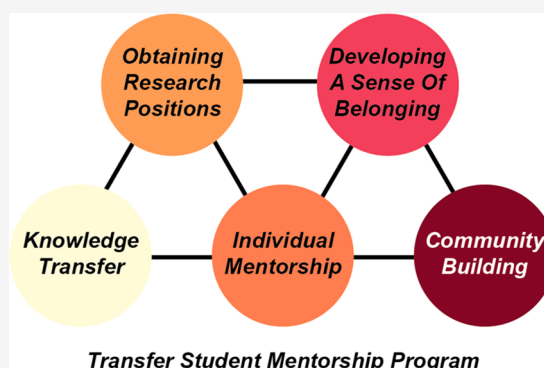 Obtaining
Research
Positions
Developing
A Sense Of
Belonging
Knowledge
Transfer
Individual
Mentorship
Community
Building
Transfer Student Mentorship Program